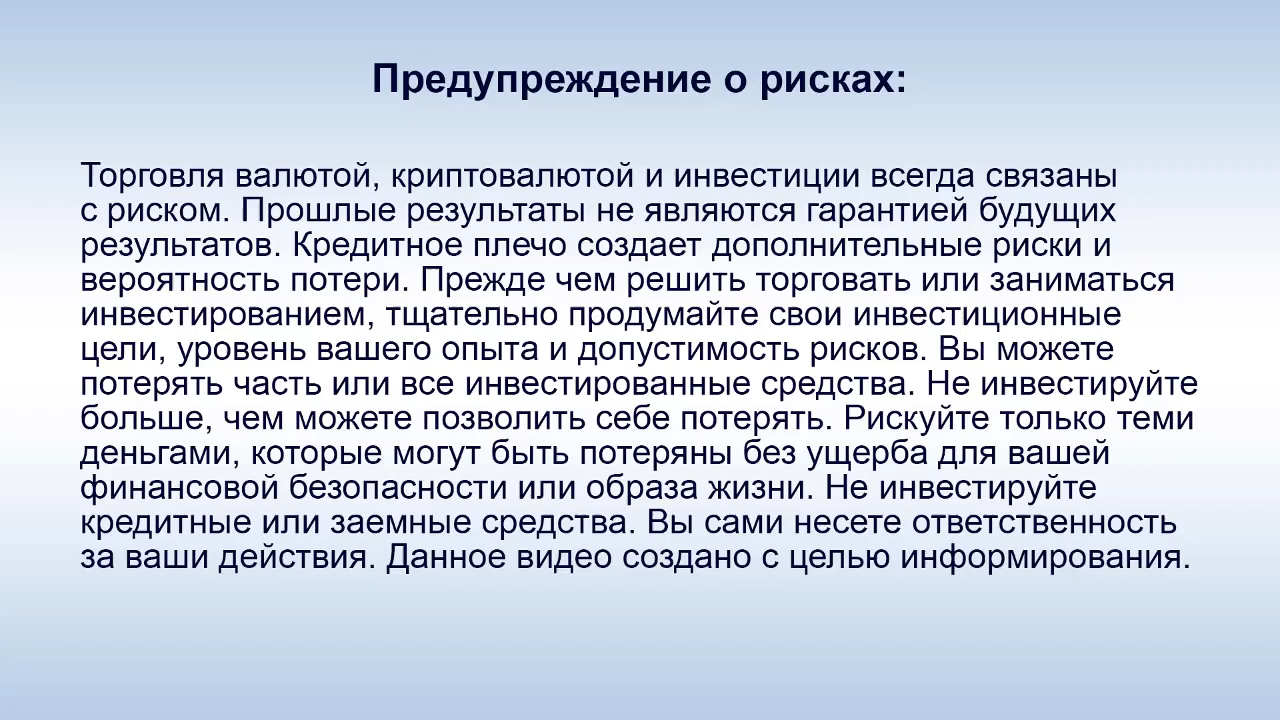 Предупреждение о рисках:
Торговля валютой, криптовалютой и инвестиции всегда связаны
с риском. Прошлые результаты не являются гарантией будущих
результатов. Кредитное плечо создает дополнительные риски и
вероятность потери. Прежде чем решить торговать или заниматься
инвестированием, тщательно продумайте свои инвестиционные
цели, уровень вашего опыта и допустимость рисков. Вы можете
потерять часть или все инвестированные средства. Не инвестируйте
больше, чем можете позволить себе потерять. Рискуйте только теми
деньгами, которые могут быть потеряны без ущерба для вашей
финансовой безопасности или образа жизни. Не инвестируйте
кредитные или заемные средства. Вы сами несете ответственность
за ваши действия. Данное видео создано с целью информирования.